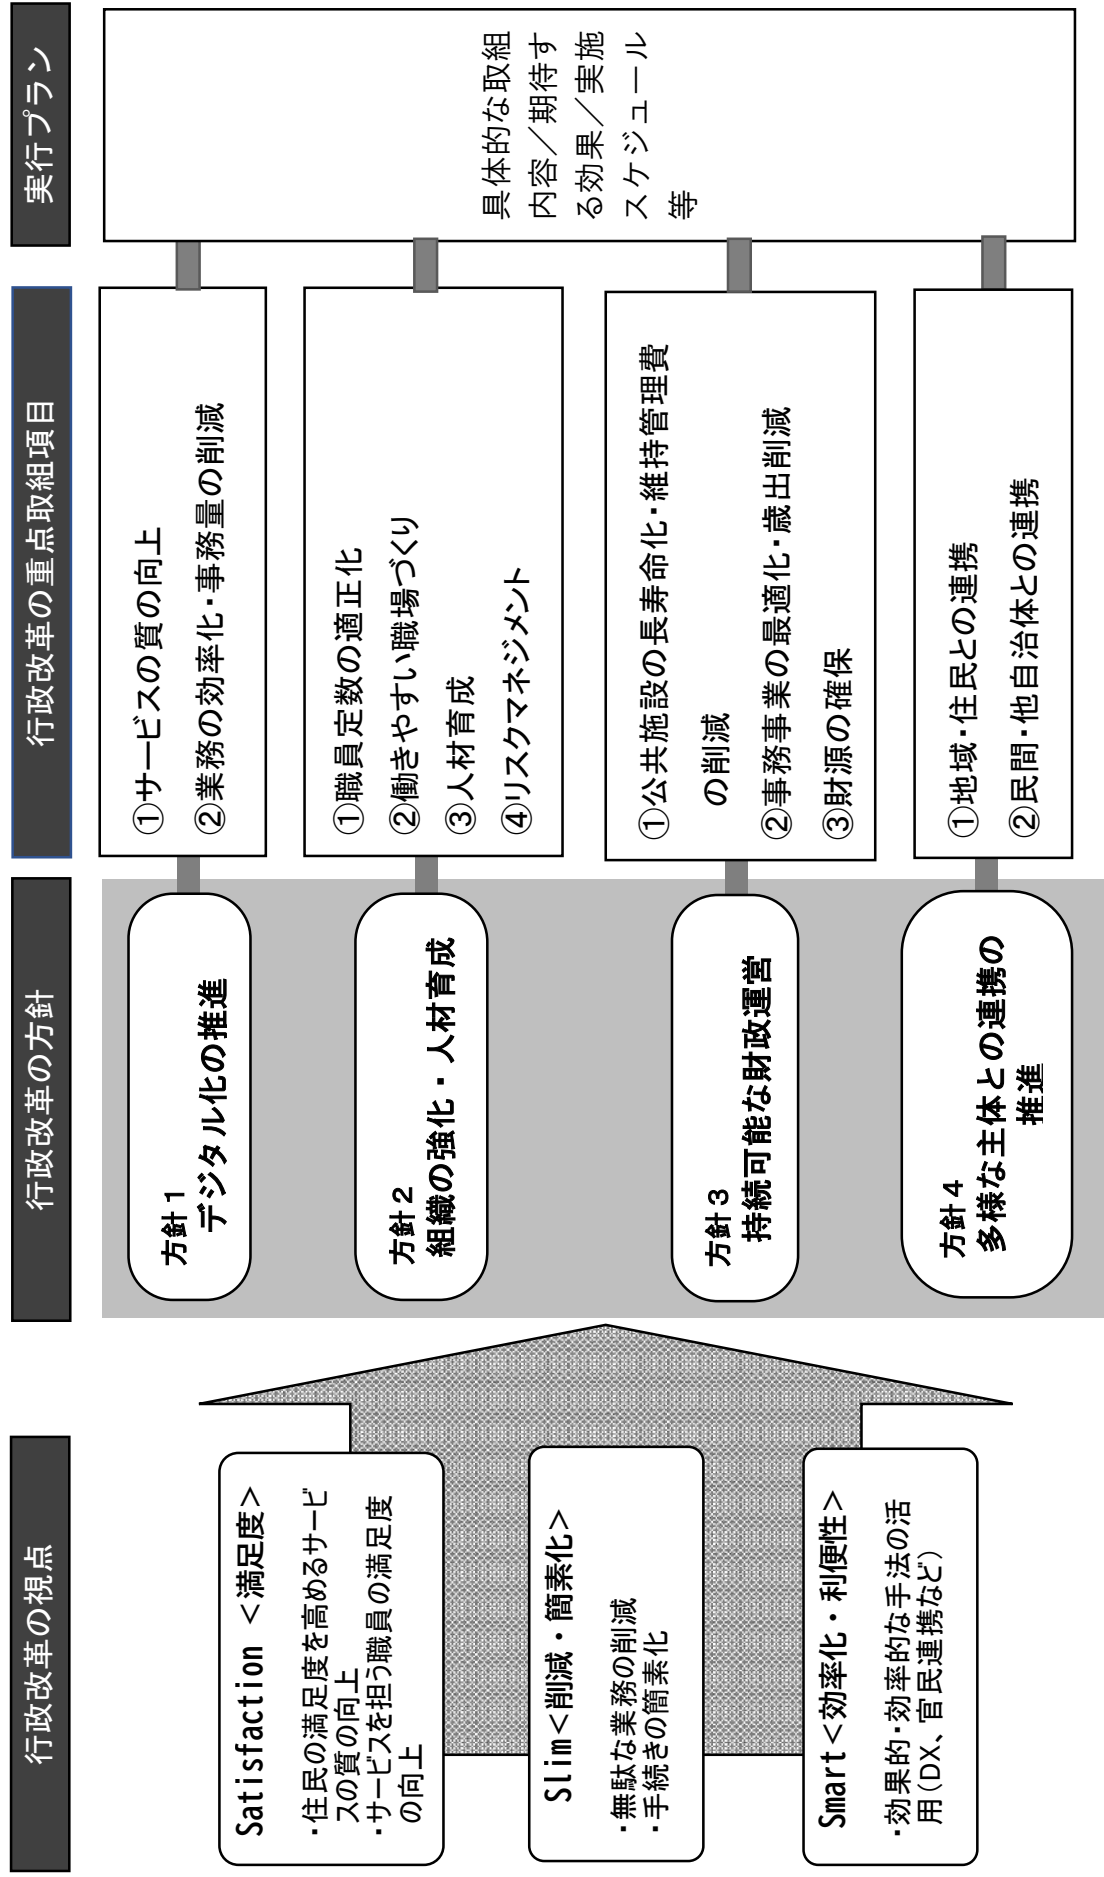 行政改革の視点
Satisfaction ＜満足度＞
・住民の満足度を高めるサービ
スの質の向上
・サービスを担う職員の満足度
の向上
Slim＜削減・簡素化＞
・無駄な業務の削減
・手続きの簡素化
Smart＜効率化・利便性＞
・効果的・効率的な手法の活
用（DX、官民連携など）
行政改革の方針
方針１
デジタル化の推進
方針２
組織の強化・人材育成
方針３
持続可能な財政運営
方針４
多様な主体との連携の
推進
行政改革の重点取組項目
①サービスの質の向上
②業務の効率化・事務量の削減
①職員定数の適正化
②働きやすい職場づくり
③人材育成
④リスクマネジメント
①公共施設の長寿命化・維持管理費
の削減
②事務事業の最適化・歳出削減
③財源の確保
①地域・住民との連携
②民間・他自治体との連携
実行プラン
具体的な取組
内容／期待す
る効果／実施
スケジュール
等